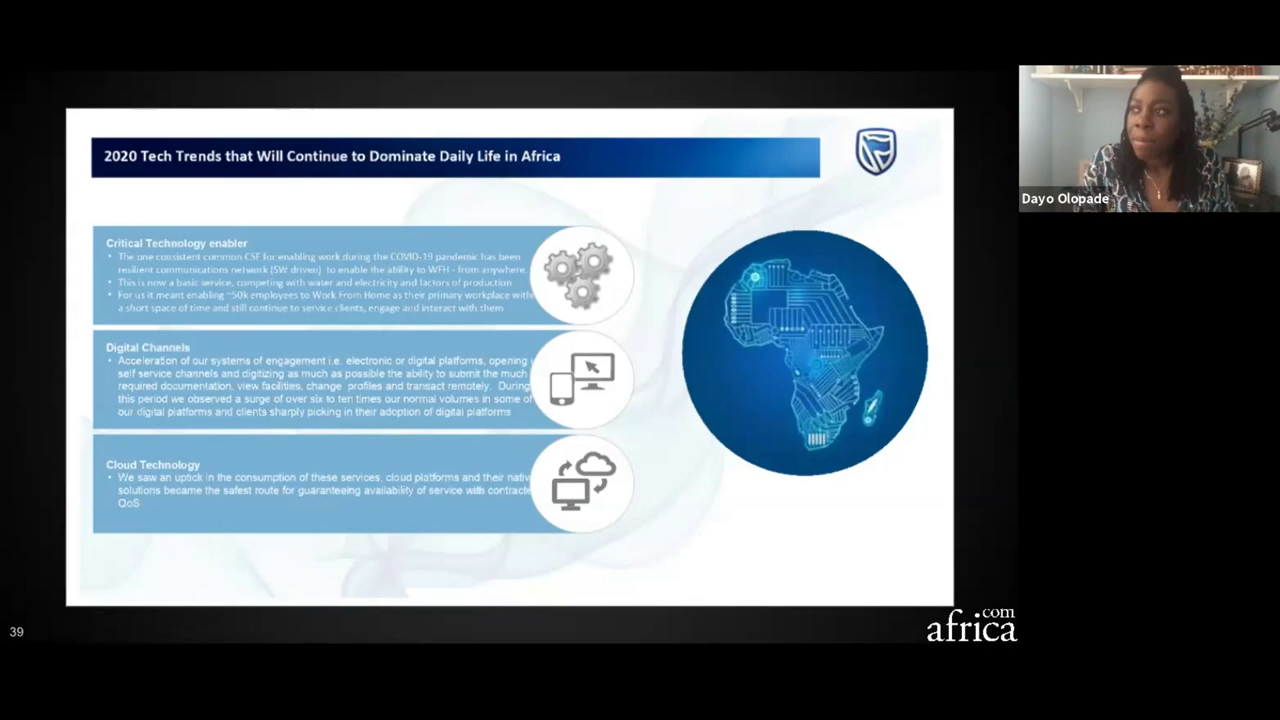 2020 Tech Trends that Will Continue to Dominate Daily Life in Africa
Critical Technology enabler
• The one consistent common CSF for enabling work during the COVID-19 pandemic has been
resilient communications network (SW driven) to enable the ability to WFH - from anywhere.
• This is now a basic service, competing with water and electricity and factors of production
• For us it meant enabling ~50k employees to Work From Home as their primary workplace with
a short space of time and still continue to service clients, engage and interact with them
Digital Channels
• Acceleration of our systems of engagement i.e. electronic or digital platforms, opening
self service channels and digitizing as much as possible the ability to submit the much
required documentation, view facilities, change profiles and transact remotely. During
this period we observed a surge of over six to ten times our normal volumes in some of
our digital platforms and clients sharply picking in their adoption of digital platforms
Cloud Technology
• We saw an uptick in the consumption of these services, cloud platforms and their nativ
solutions became the safest route for guaranteeing availability of service with contracte
QoS
Dayo Olopade
39
africa.com